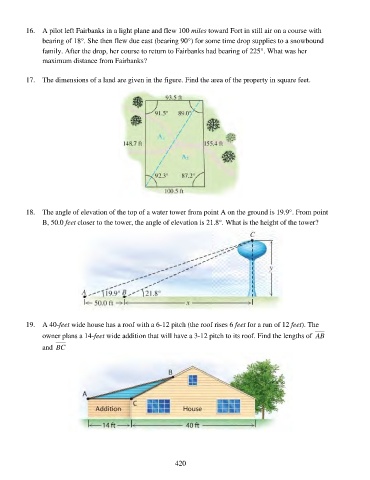 16. A pilot left Fairbanks in a light plane and flew 100 miles toward Fort in still air on a course with
bearing of 18°. She then flew due east (bearing 90°) for some time drop supplies to a snowbound
family. After the drop, her course to return to Fairbanks had bearing of 225°. What was her
maximum distance from Fairbanks?
17. The dimensions of a land are given in the figure. Find the area of the property in square feet.
93.5 ft
91.5° 89.0°
A₁
148.7 ft 155.4 ft
A₂
92.3° 87.2°
100.5 ft
18. The angle of elevation of the top of a water tower from point A on the ground is 19.9°. From point
B, 50.0 feet closer to the tower, the angle of elevation is 21.8°. What is the height of the tower?
C
y
A 19.9° B 21.8°
50.0 ft x
19. A 40-feet wide house has a roof with a 6-12 pitch (the roof rises 6 feet for a run of 12 feet). The
owner plans a 14-feet wide addition that will have a 3-12 pitch to its roof. Find the lengths of AB
and BC
B
A
C
Addition House
14 ft 40 ft
420